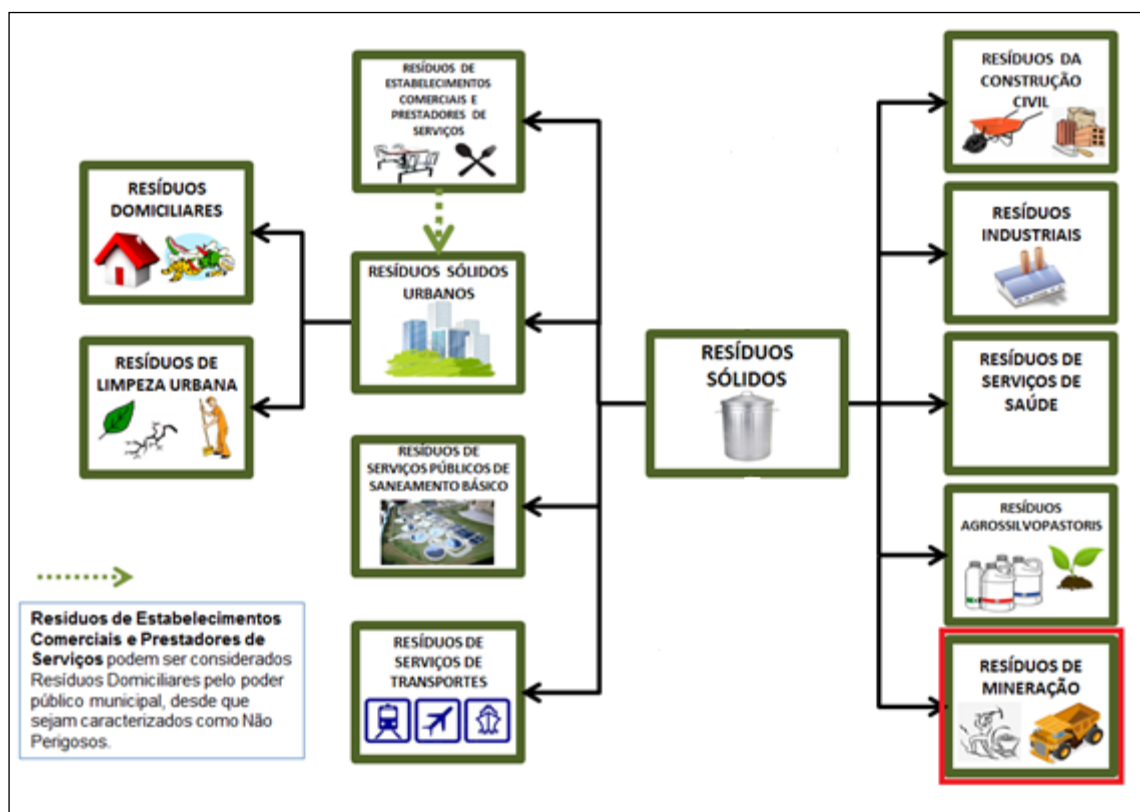 RESÍDUOS DE
ESTABELECIMENTOS
COMERCIAIS E
PRESTADORES DE
SERVIÇOS
RESÍDUOS
DOMICILIARES
RESÍDUOS SÓLIDOS
URBANOS
RESÍDUOS DE
LIMPEZA URBANA
RESÍDUOS DE
SERVIÇOS PÚBLICOS DE
SANEAMENTO BÁSICO
RESÍDUOS DE
SERVIÇOS DE
TRANSPORTES
RESÍDUOS
SÓLIDOS
RESÍDUOS DA
CONSTRUÇÃO
CIVIL
RESÍDUOS
INDUSTRIAIS
RESÍDUOS DE
SERVIÇOS DE
SAÚDE
RESÍDUOS
AGROSSILVOPASTORIS
RESÍDUOS DE
MINERAÇÃO
Resíduos de Estabelecimentos
Comerciais e Prestadores de
Serviços podem ser considerados
Resíduos Domiciliares pelo poder
público municipal, desde que
sejam caracterizados como Não
Perigosos.